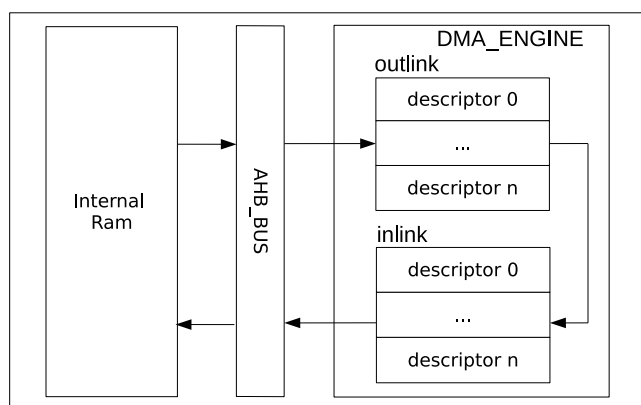 DMA_ENGINE
outlink
descriptor 0
...
descriptor n
Internal
Ram
AHB_BUS
inlink
descriptor 0
...
descriptor n